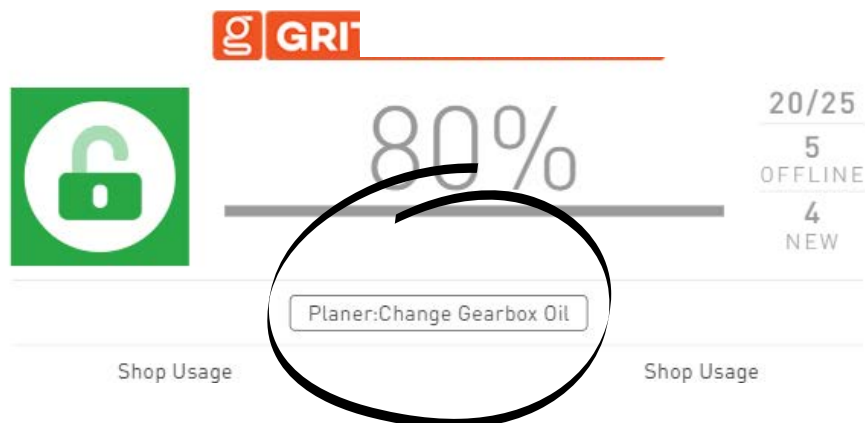 g GRIT
80%
20/25
5
OFFLINE
4
NEW
Planer:Change Gearbox Oil
Shop Usage
Shop Usage